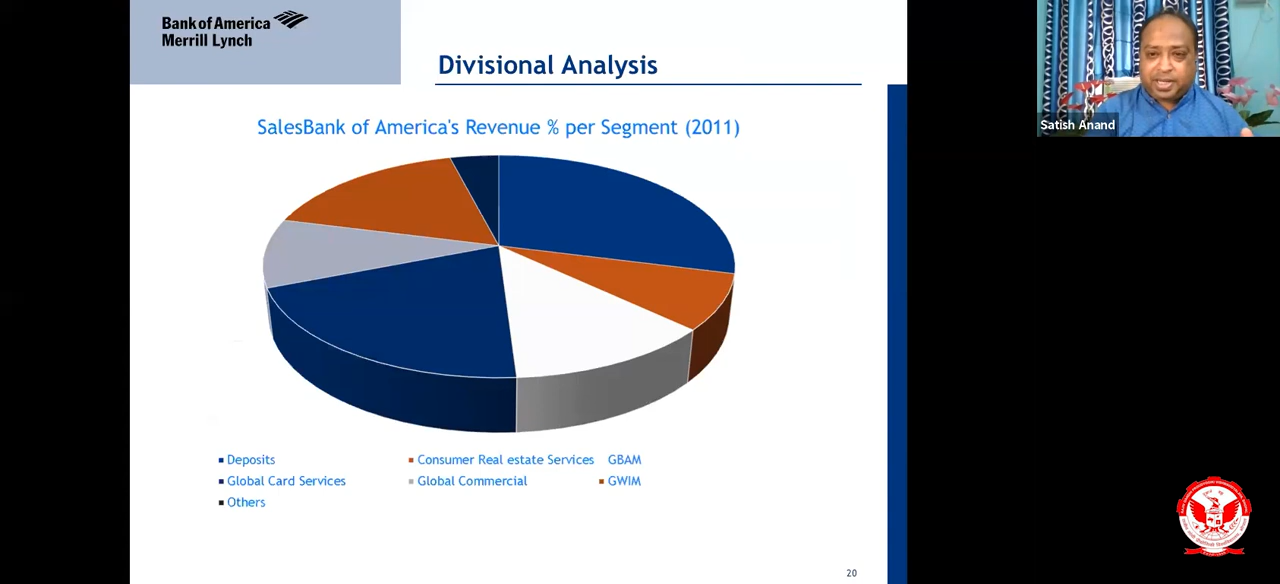 Bank of America
Merrill Lynch
Divisional Analysis
Satish Anand
SalesBank of America's Revenue % per Segment (2011)
Deposits
Consumer Real estate Services
GBAM
Global Card Services
Global Commercial
GWIM
Others
20